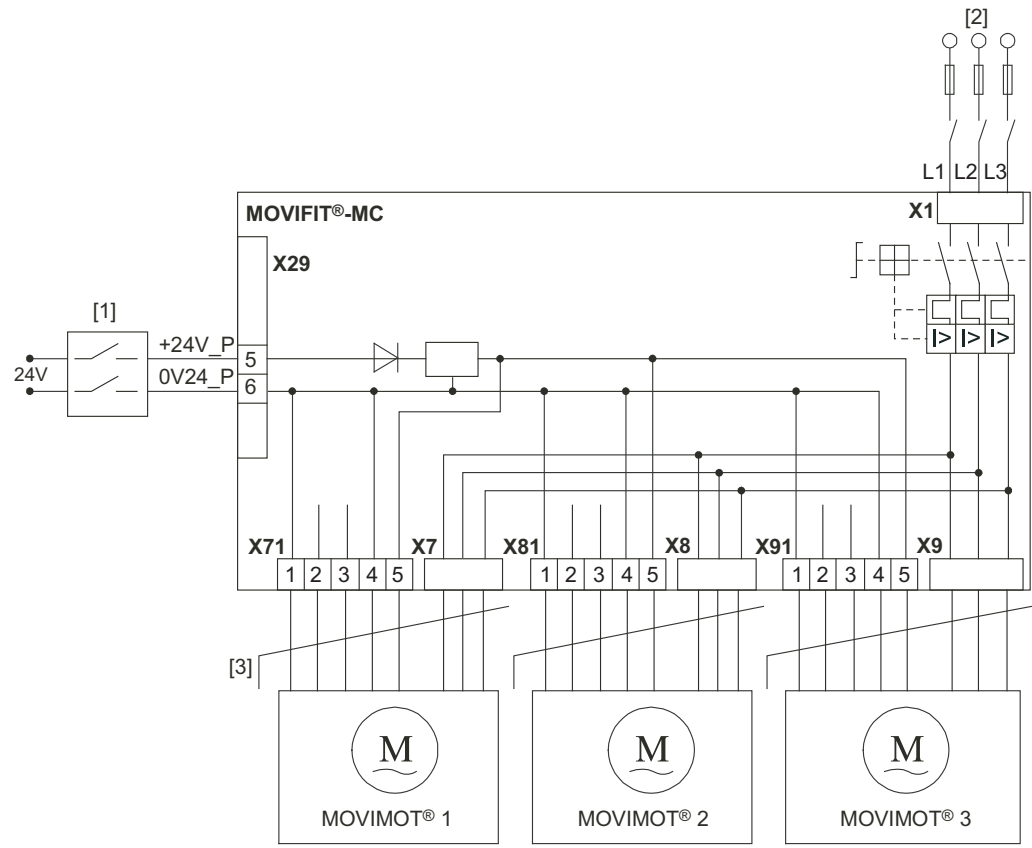 [2]
L1 L2 L3
MOVIFIT®-MC
X1
X29
[1]
+24V_P
5
24V
0V24_P
6
I> I> I>
X71
X7
X81
X8
X91
X9
1 2 3 4 5
1 2 3 4 5
1 2 3 4 5
[3]
M
M
M
MOVIMOT® 1
MOVIMOT® 2
MOVIMOT® 3